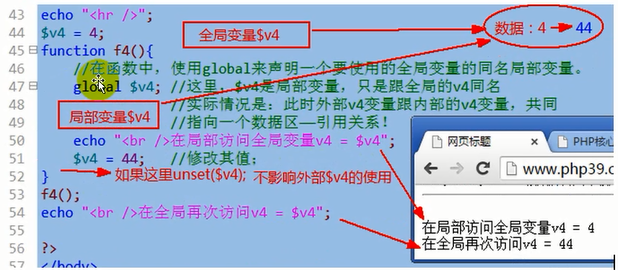 43 echo "<hr />";
44 $v4 = 4;
全局变量$v4
数据：4 44
45 function f4(){
46 //在函数中，使用global来声明一个要使用的全局变量的同名局部变量。
47 global $v4; //这里，$v4是局部变量，只是跟全局的v4同名
48 //实际情况是：此时外部v4变量跟内部的v4变量，共同
局部变量$v4
49 //指向一个数据区—引用关系！
50 echo "<br />在局部访问全局变量v4 = $v4";
51 $v4 = 44; //修改其值；
52 }
如果这里unset($v4); 不影响外部$v4的使用
53 f4();
54 echo "<br />在全局再次访问v4 = $v4";
55
56 ?>
57 </body>
网页标题
PHP核心
www.php39.c
在局部访问全局变量v4 = 4
在全局再次访问v4 = 44